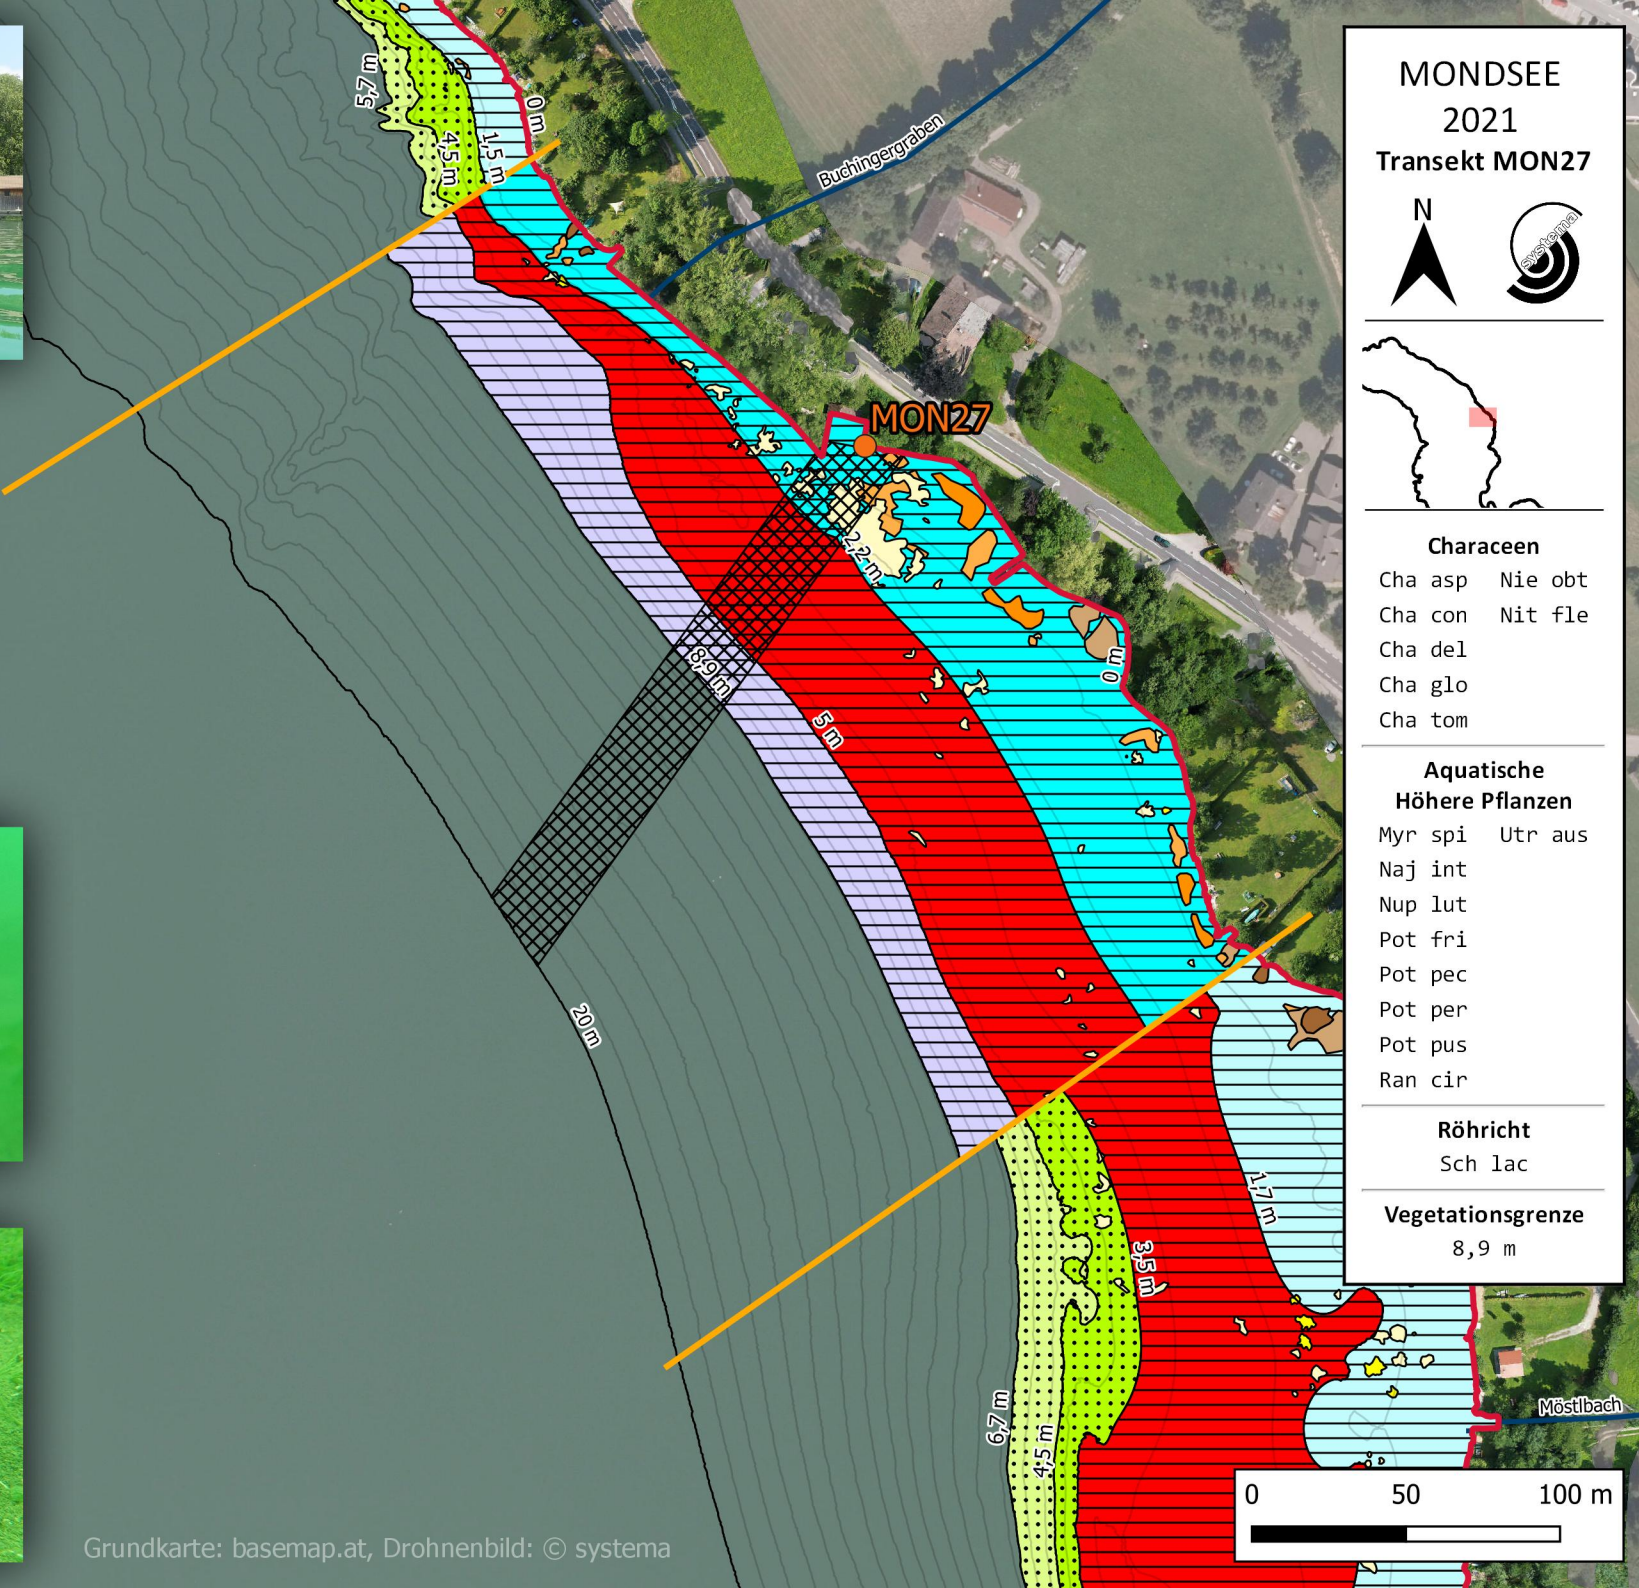 MONDSEE
2021
Transekt MON27
N
systema
Characeen
Cha asp Nie obt
Cha con Nit fle
Cha del
Cha glo
Cha tom
Aquatische
Höhere Pflanzen
Myr spi Utr aus
Naj int
Nup lut
Pot fri
Pot pec
Pot per
Pot pus
Ran cir
Röhricht
Sch lac
Vegetationsgrenze
8,9 m
5,7 m
0 m
4,5 m
1,5 m
Buchingergraben
MON27
2,2 m
0 m
8,9 m
5 m
20 m
1,7 m
3,5 m
6,7 m
4,5 m
Möstlbach
0 50 100 m
Grundkarte: basemap.at, Drohnenbild: © systema